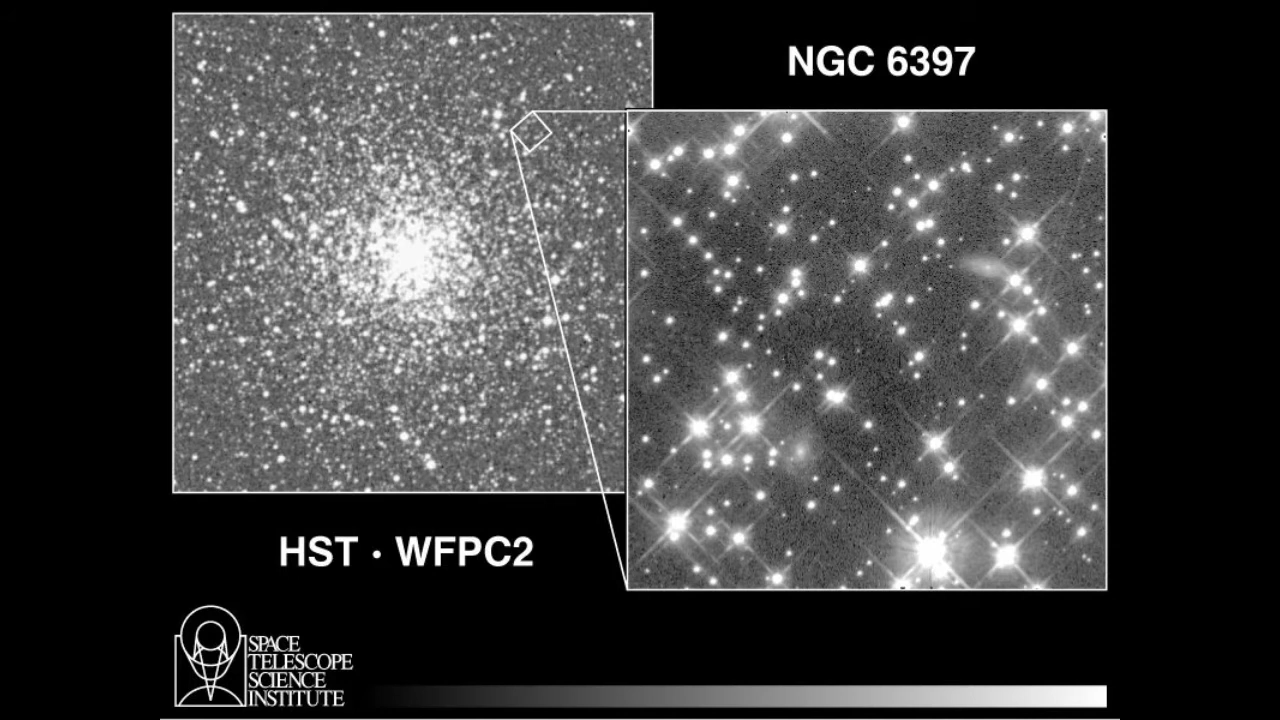 NGC 6397
HST · WFPC2
SPACE
TELESCOPE
SCIENCE
INSTITUTE